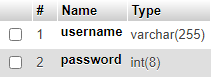 # Name Type
1 username varchar(255)
2 password int(8)